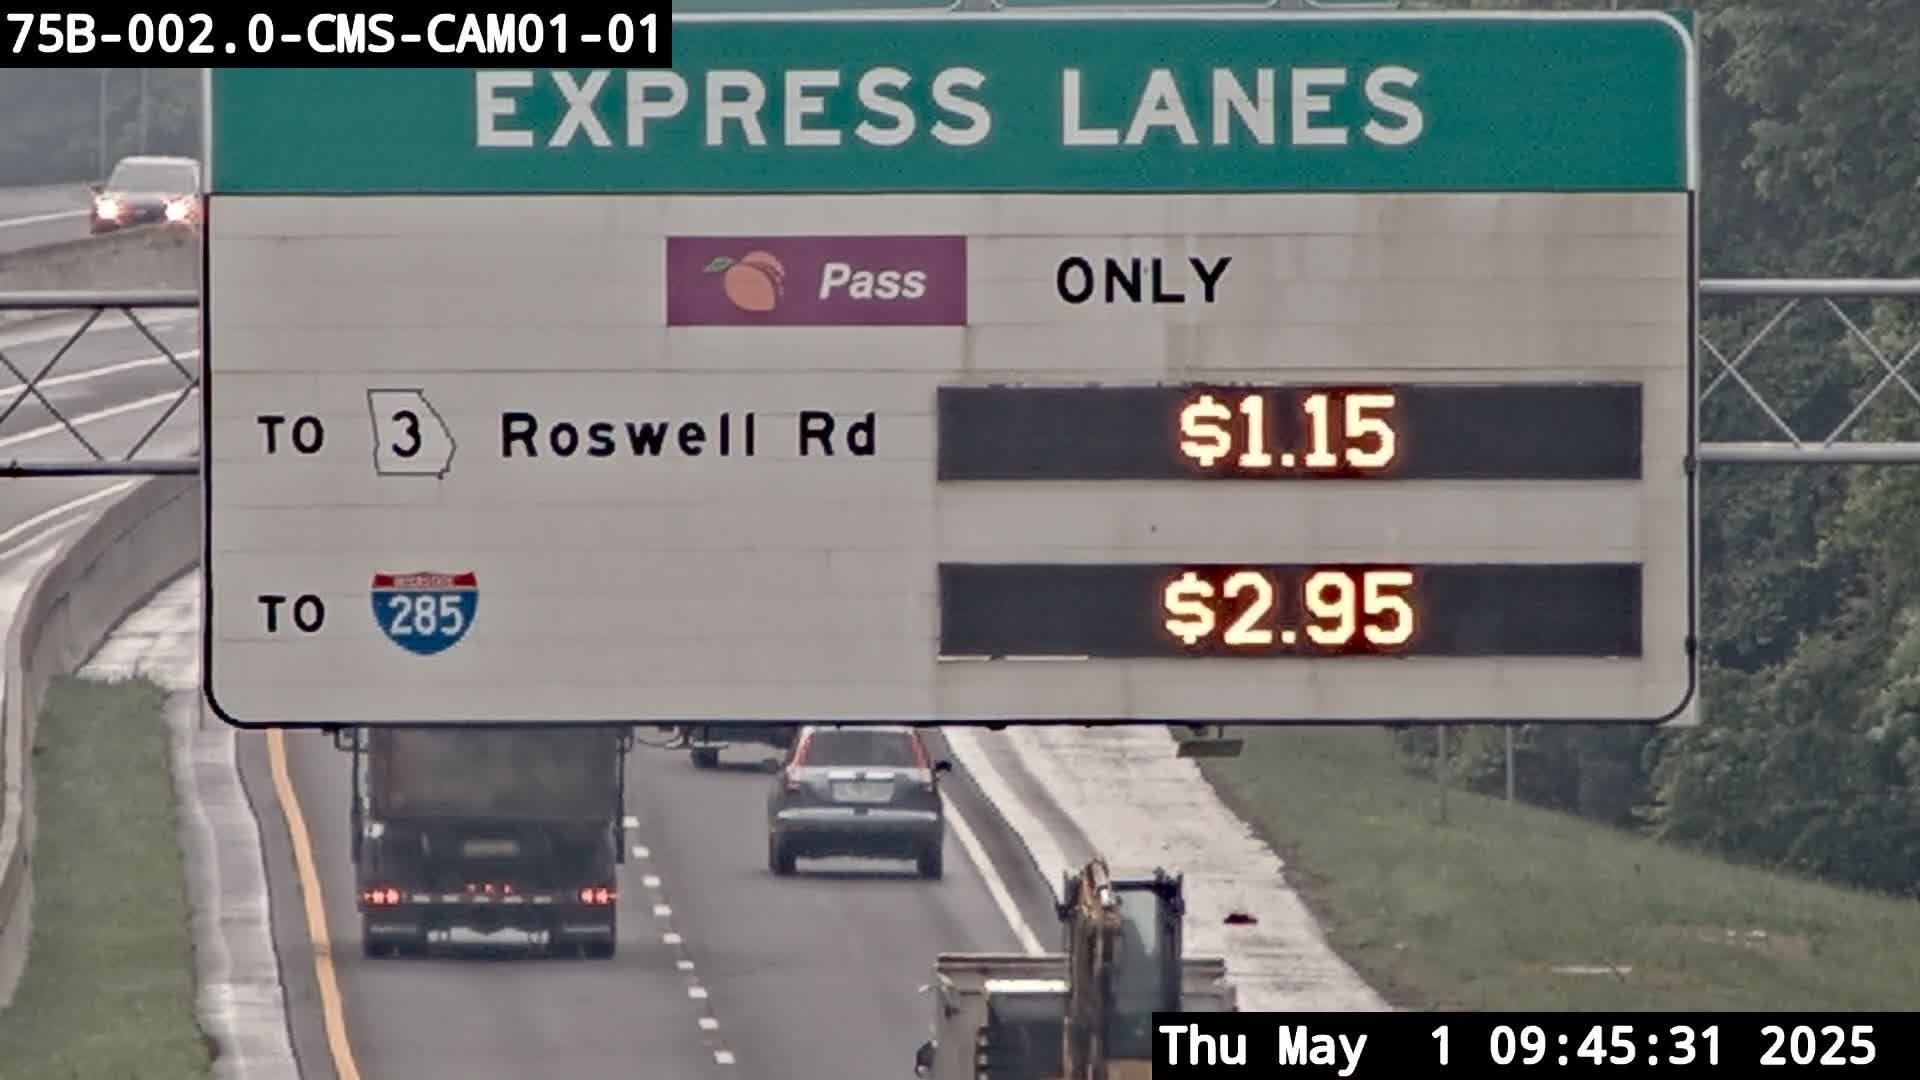 75B-002.0-CMS-CAM01-01
EXPRESS LANES
Pass ONLY
TO 3 Roswell Rd $1.15
TO INTERSTATE 285 $2.95
Thu May 1 09:45:31 2025